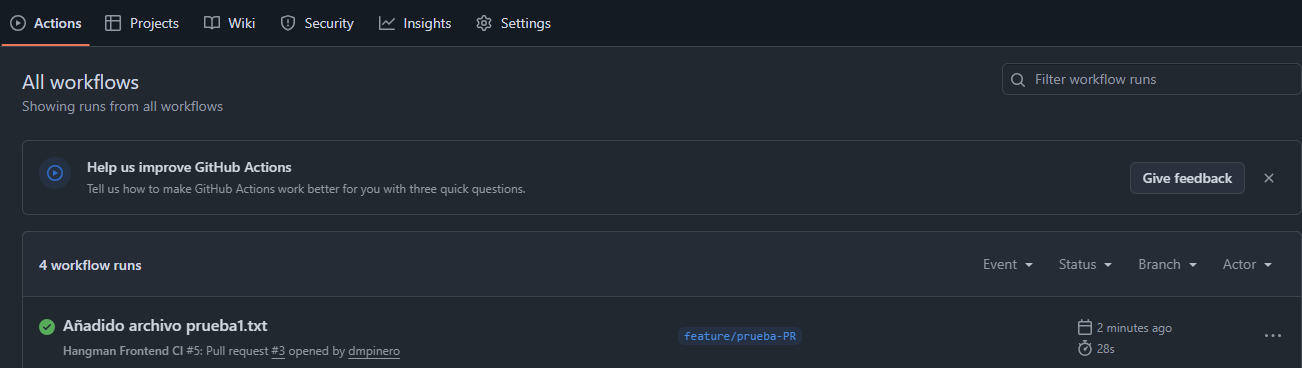 Actions Projects Wiki Security Insights Settings
All workflows
Filter workflow runs
Showing runs from all workflows
Help us improve GitHub Actions
Tell us how to make GitHub Actions work better for you with three quick questions.
Give feedback
4 workflow runs
Event Status Branch Actor
Añadido archivo prueba1.txt
feature/prueba-PR
2 minutes ago
Hangman Frontend CI #5: Pull request #3 opened by dmpinero
28s